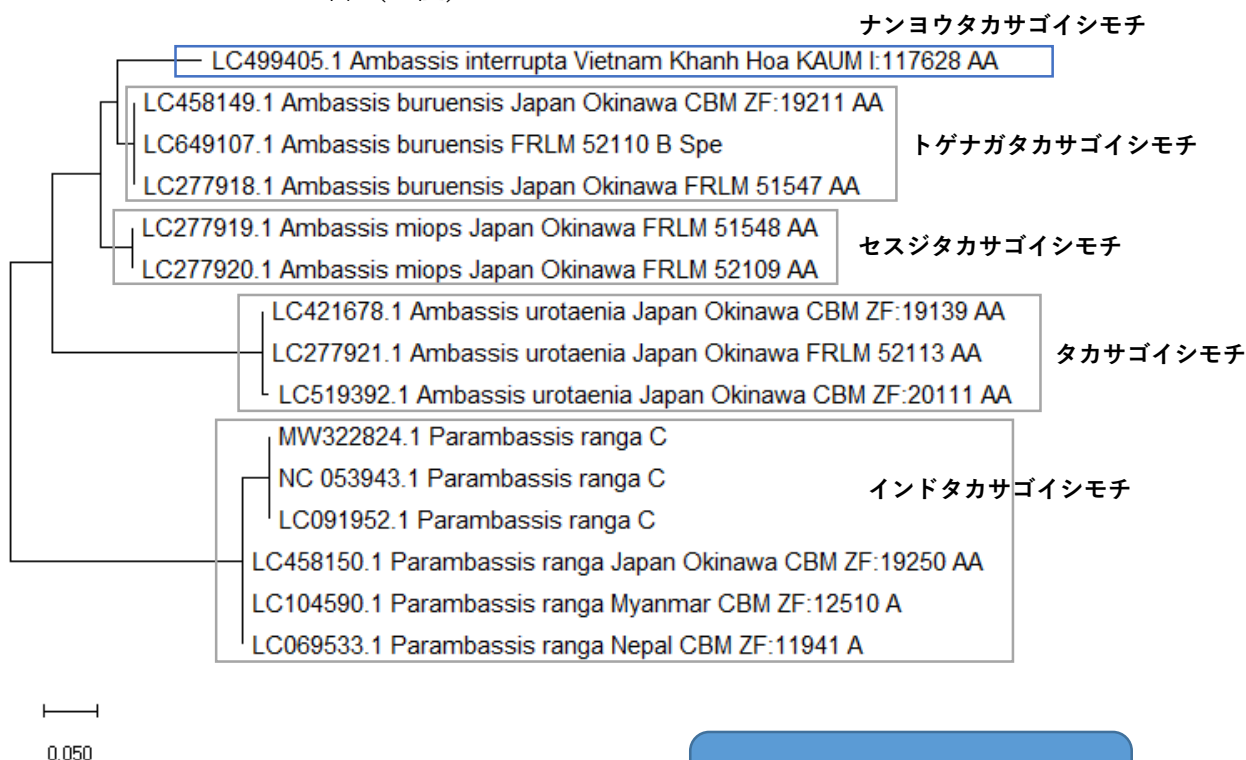 ナンヨウタカサゴイシモチ
LC499405.1 Ambassis interrupta Vietnam Khanh Hoa KAUM I:117628 AA
LC458149.1 Ambassis buruensis Japan Okinawa CBM ZF:19211 AA
LC649107.1 Ambassis buruensis FRLM 52110 B Spe
トゲナガタカサゴイシモチ
LC277918.1 Ambassis buruensis Japan Okinawa FRLM 51547 AA
LC277919.1 Ambassis miops Japan Okinawa FRLM 51548 AA
セスジタカサゴイシモチ
LC277920.1 Ambassis miops Japan Okinawa FRLM 52109 AA
LC421678.1 Ambassis urotaenia Japan Okinawa CBM ZF:19139 AA
LC277921.1 Ambassis urotaenia Japan Okinawa FRLM 52113 AA
タカサゴイシモチ
LC519392.1 Ambassis urotaenia Japan Okinawa CBM ZF:20111 AA
MW322824.1 Parambassis ranga C
NC 053943.1 Parambassis ranga C
インドタカサゴイシモチ
LC091952.1 Parambassis ranga C
LC458150.1 Parambassis ranga Japan Okinawa CBM ZF:19250 AA
LC104590.1 Parambassis ranga Myanmar CBM ZF:12510 A
LC069533.1 Parambassis ranga Nepal CBM ZF:11941 A
0.050